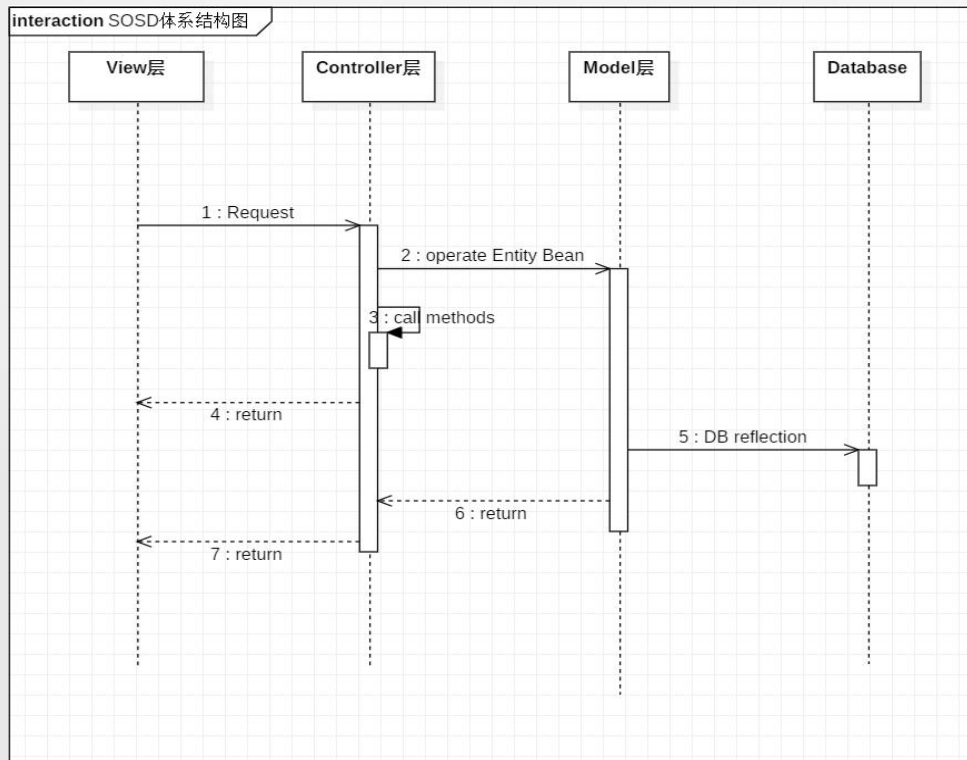 interaction SOSD体系结构图
View层
Controller层
Model层
Database
1 : Request
2 : operate Entity Bean
3 : call methods
4 : return
5 : DB reflection
6 : return
7 : return